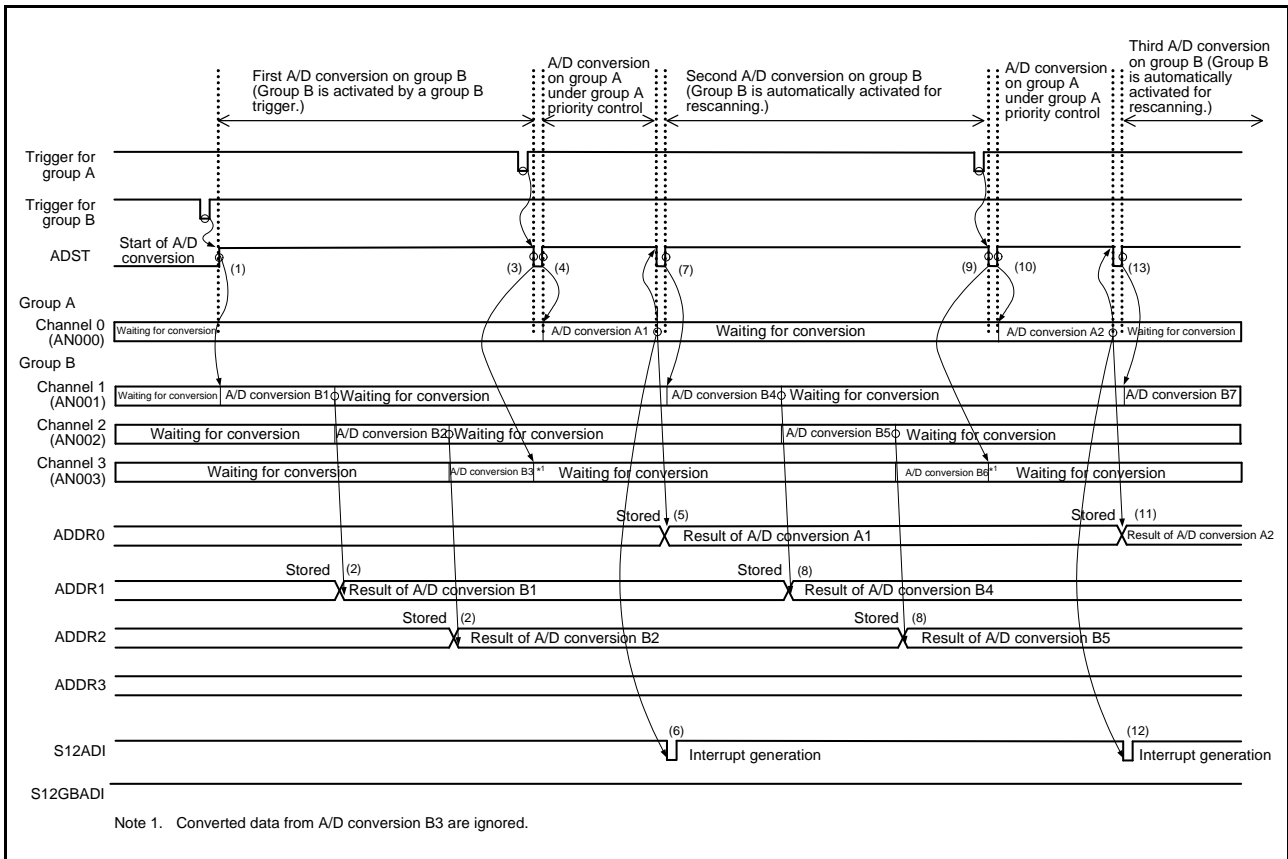 First A/D conversion on group B
(Group B is activated by a group B
trigger.)
A/D conversion
on group A
under group A
priority control
Second A/D conversion on group B
(Group B is automatically activated for
rescanning.)
A/D conversion
on group A
under group A
priority control
Third A/D conversion
on group B (Group B
is automatically
activated for
rescanning.)
Trigger for
group A
Trigger for
group B
ADST
Start of A/D
conversion
(1)
(3)
(4)
(7)
(9)
(10)
(13)
Group A
Channel 0
(AN000)
Waiting for conversion
A/D conversion A1
Waiting for conversion
A/D conversion A2
Waiting for conversion
Group B
Channel 1
(AN001)
Waiting for conversion
A/D conversion B1
Waiting for conversion
A/D conversion B4
Waiting for conversion
A/D conversion B7
Channel 2
(AN002)
Waiting for conversion
A/D conversion B2
Waiting for conversion
A/D conversion B5
Waiting for conversion
Channel 3
(AN003)
Waiting for conversion
A/D conversion B3 *1
Waiting for conversion
A/D conversion B6 *1
Waiting for conversion
ADDR0
Stored (5)
Result of A/D conversion A1
Stored (11)
Result of A/D conversion A2
ADDR1
Stored (2)
Result of A/D conversion B1
Stored (8)
Result of A/D conversion B4
ADDR2
Stored (2)
Result of A/D conversion B2
Stored (8)
Result of A/D conversion B5
ADDR3
S12ADI
(6)
Interrupt generation
(12)
Interrupt generation
S12GBADI
Note 1. Converted data from A/D conversion B3 are ignored.